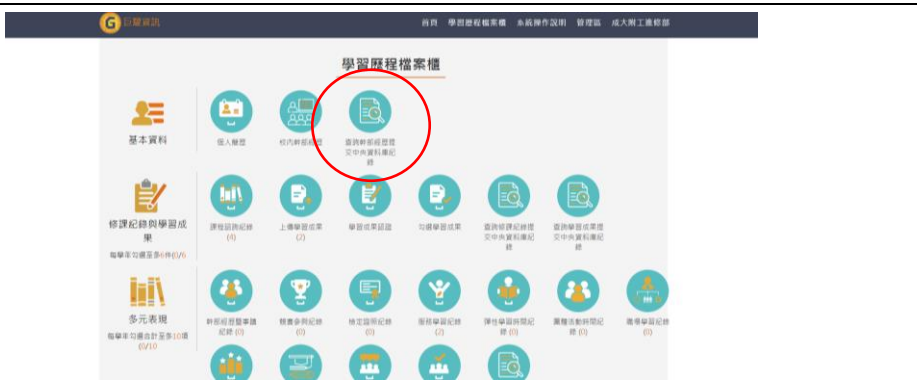 G 巨耀資訊
首頁 學習歷程檔案櫃 系統操作說明 管理區 成大附工進修部
學習歷程檔案櫃
基本資料
個人簡歷
校內幹部經歷
查詢幹部經歷提
交中央資料庫紀
錄
修課紀錄與學習成
果
每學年勾選至多6件(0/6
課程諮詢紀錄
(4)
上傳學習成果
(2)
學習成果認證
勾選學習成果
查詢修課紀錄提
交中央資料庫紀
錄
查詢學習成果提
交中央資料庫紀
錄
多元表現
每學年勾選合計至多10項
(0/10
幹部經歷暨事蹟
紀錄 (0)
競賽參與紀錄
(0)
檢定證照紀錄
(0)
服務學習紀錄
(2)
彈性學習時間紀
錄 (0)
團體活動時間紀
錄 (0)
職場學習紀錄
(0)